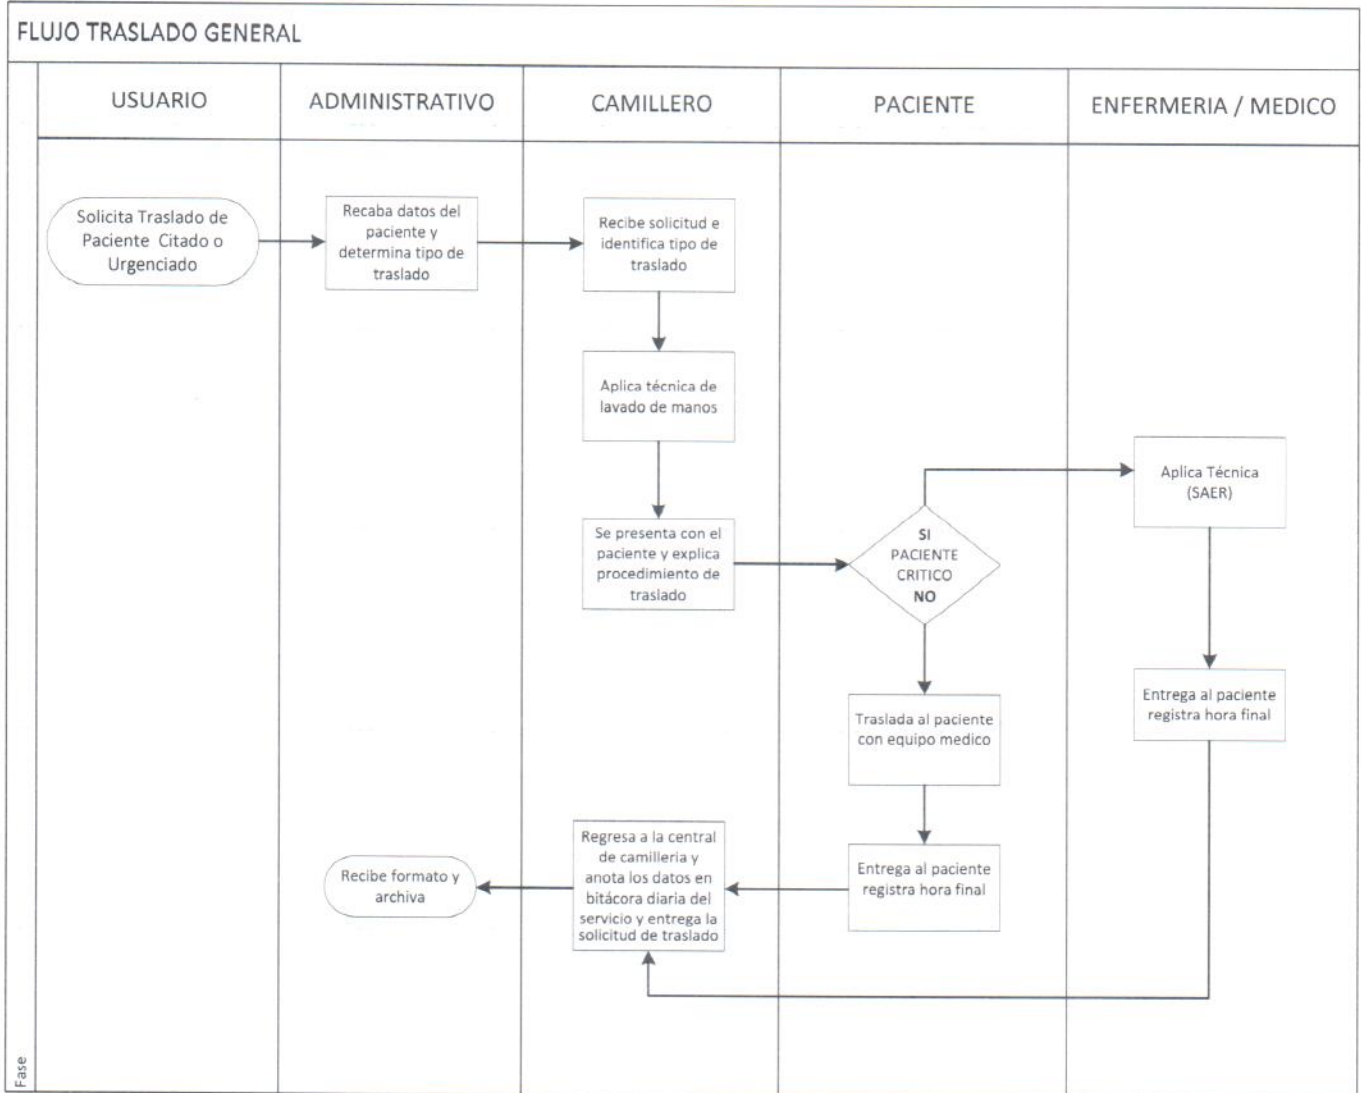 FLUJO TRASLADO GENERAL
USUARIO
ADMINISTRATIVO
CAMILLERO
PACIENTE
ENFERMERIA / MEDICO
Solicita Traslado de
Paciente Citado o
Urgenciado
Recaba datos del
paciente y
determina tipo de
traslado
Recibe solicitud e
identifica tipo de
traslado
Aplica técnica de
lavado de manos
Se presenta con el
paciente y explica
procedimiento de
traslado
SI
PACIENTE
CRITICO
NO
Aplica Técnica
(SAER)
Entrega al paciente
registra hora final
Traslada al paciente
con equipo medico
Entrega al paciente
registra hora final
Regresa a la central
de camilleria y
anota los datos en
bitácora diaria del
servicio y entrega la
solicitud de traslado
Recibe formato y
archiva
Fase